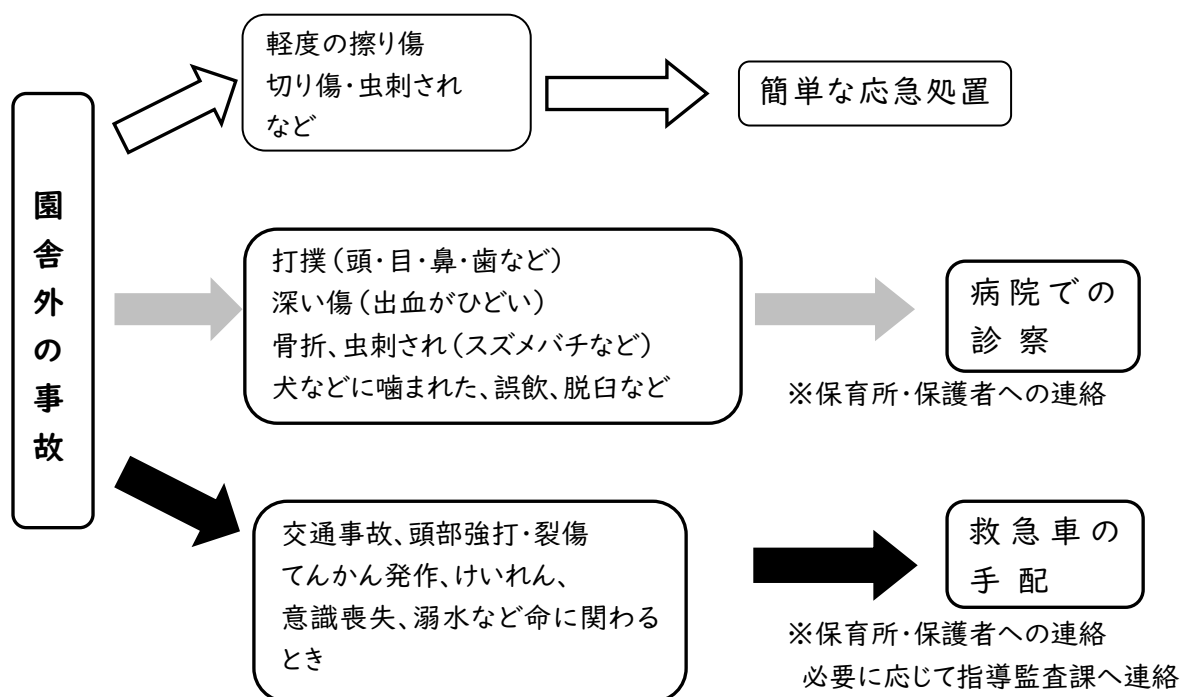 園舎外の事故
軽度の擦り傷
切り傷・虫刺され
など
簡単な応急処置
打撲(頭・目・鼻・歯など)
深い傷(出血がひどい)
骨折、虫刺され(スズメバチなど)
犬などに噛まれた、誤飲、脱臼など
病院での
診察
※保育所・保護者への連絡
交通事故、頭部強打・裂傷
てんかん発作、けいれん、
意識喪失、溺水など命に関わる
とき
救急車の
手配
※保育所・保護者への連絡
必要に応じて指導監査課へ連絡